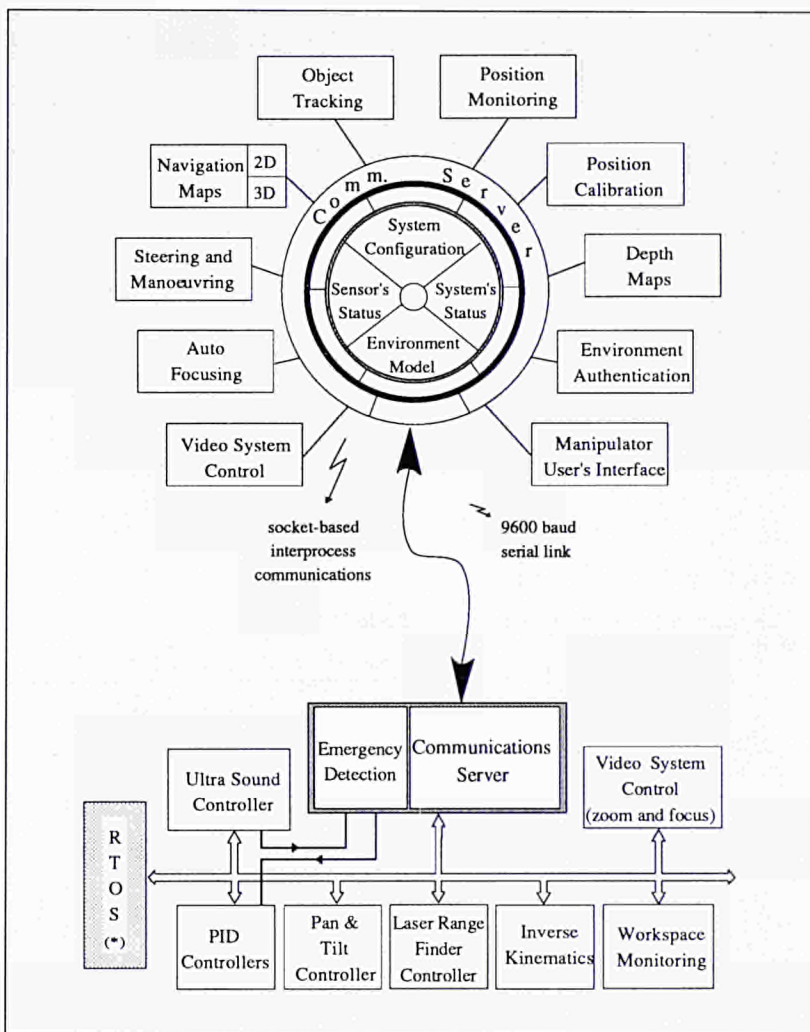 Object
Tracking
Position
Monitoring
Navigation
Maps
2D
3D
Comm. Server
Position
Calibration
System
Configuration
Steering and
Manoeuvring
Sensor's
Status
System's
Status
Depth
Maps
Environment
Model
Auto
Focusing
Environment
Authentication
Video System
Control
Manipulator
User's Interface
socket-based
interprocess
communications
9600 baud
serial link
Emergency
Detection
Communications
Server
Ultra Sound
Controller
Video System
Control
(zoom and focus)
R
T
O
S
(*)
PID
Controllers
Pan &
Tilt
Controller
Laser Range
Finder
Controller
Inverse
Kinematics
Workspace
Monitoring